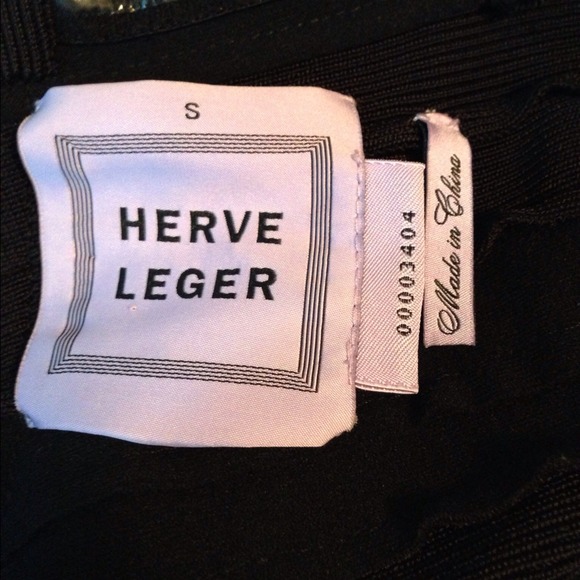 S
HERVE
LEGER
00003404
Made in China